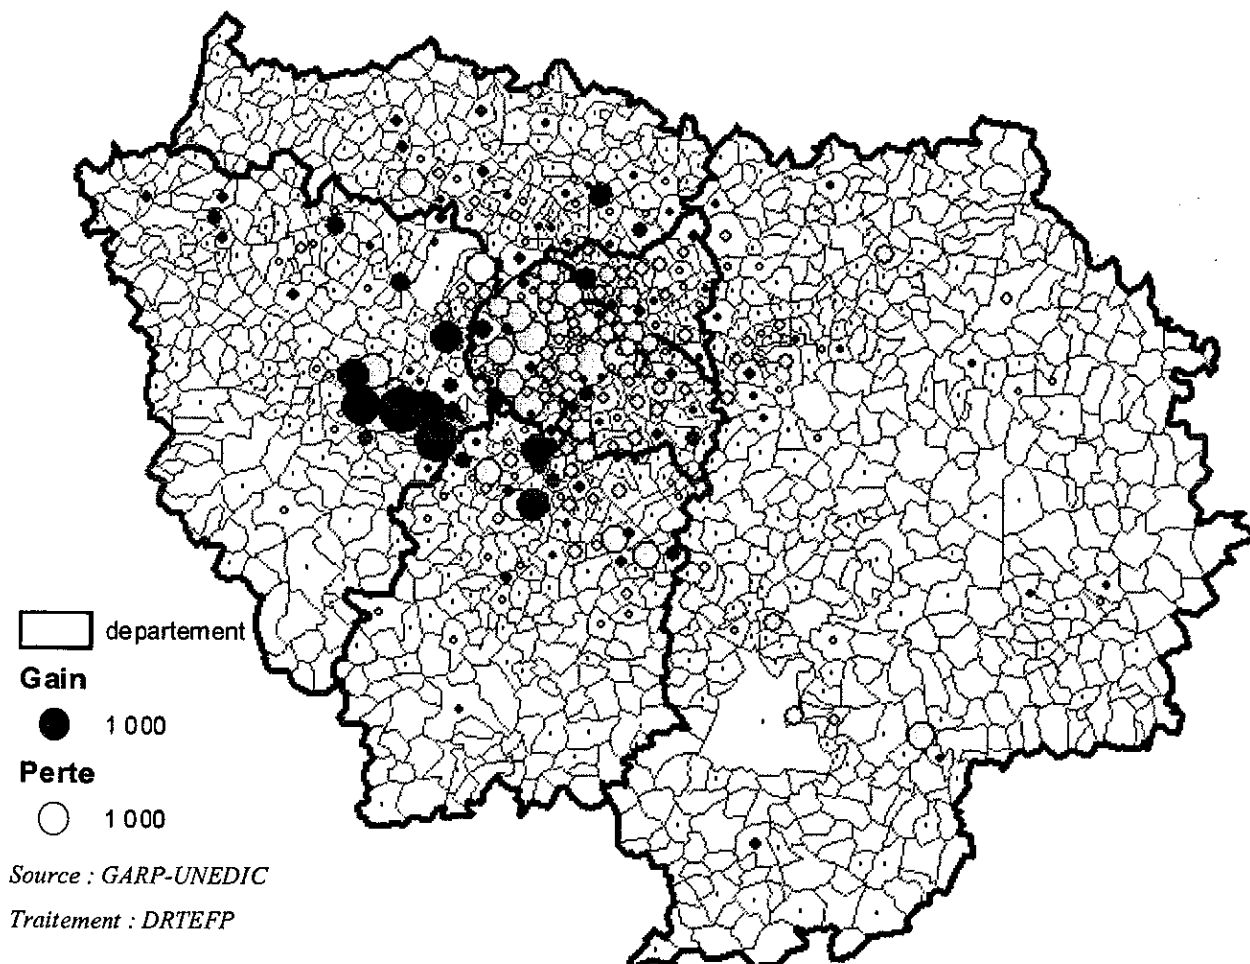 departement
Gain
1 000
Perte
1 000
Source : GARP-UNEDIC
Traitement : DRTEFP